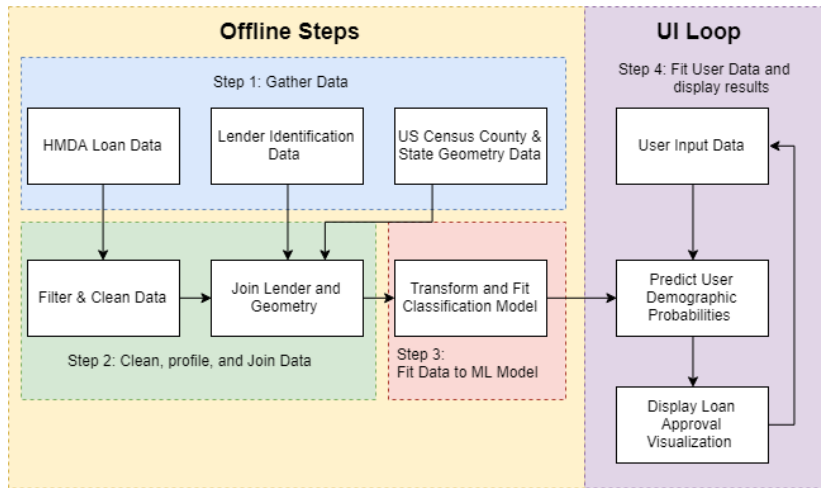 Offline Steps
UI Loop
Step 1: Gather Data
Step 4: Fit User Data and
display results
HMDA Loan Data
Lender Identification
Data
US Census County &
State Geometry Data
User Input Data
Filter & Clean Data
Join Lender and
Geometry
Transform and Fit
Classification Model
Predict User
Demographic
Probabilities
Step 2: Clean, profile, and Join Data
Step 3:
Fit Data to ML Model
Display Loan
Approval
Visualization